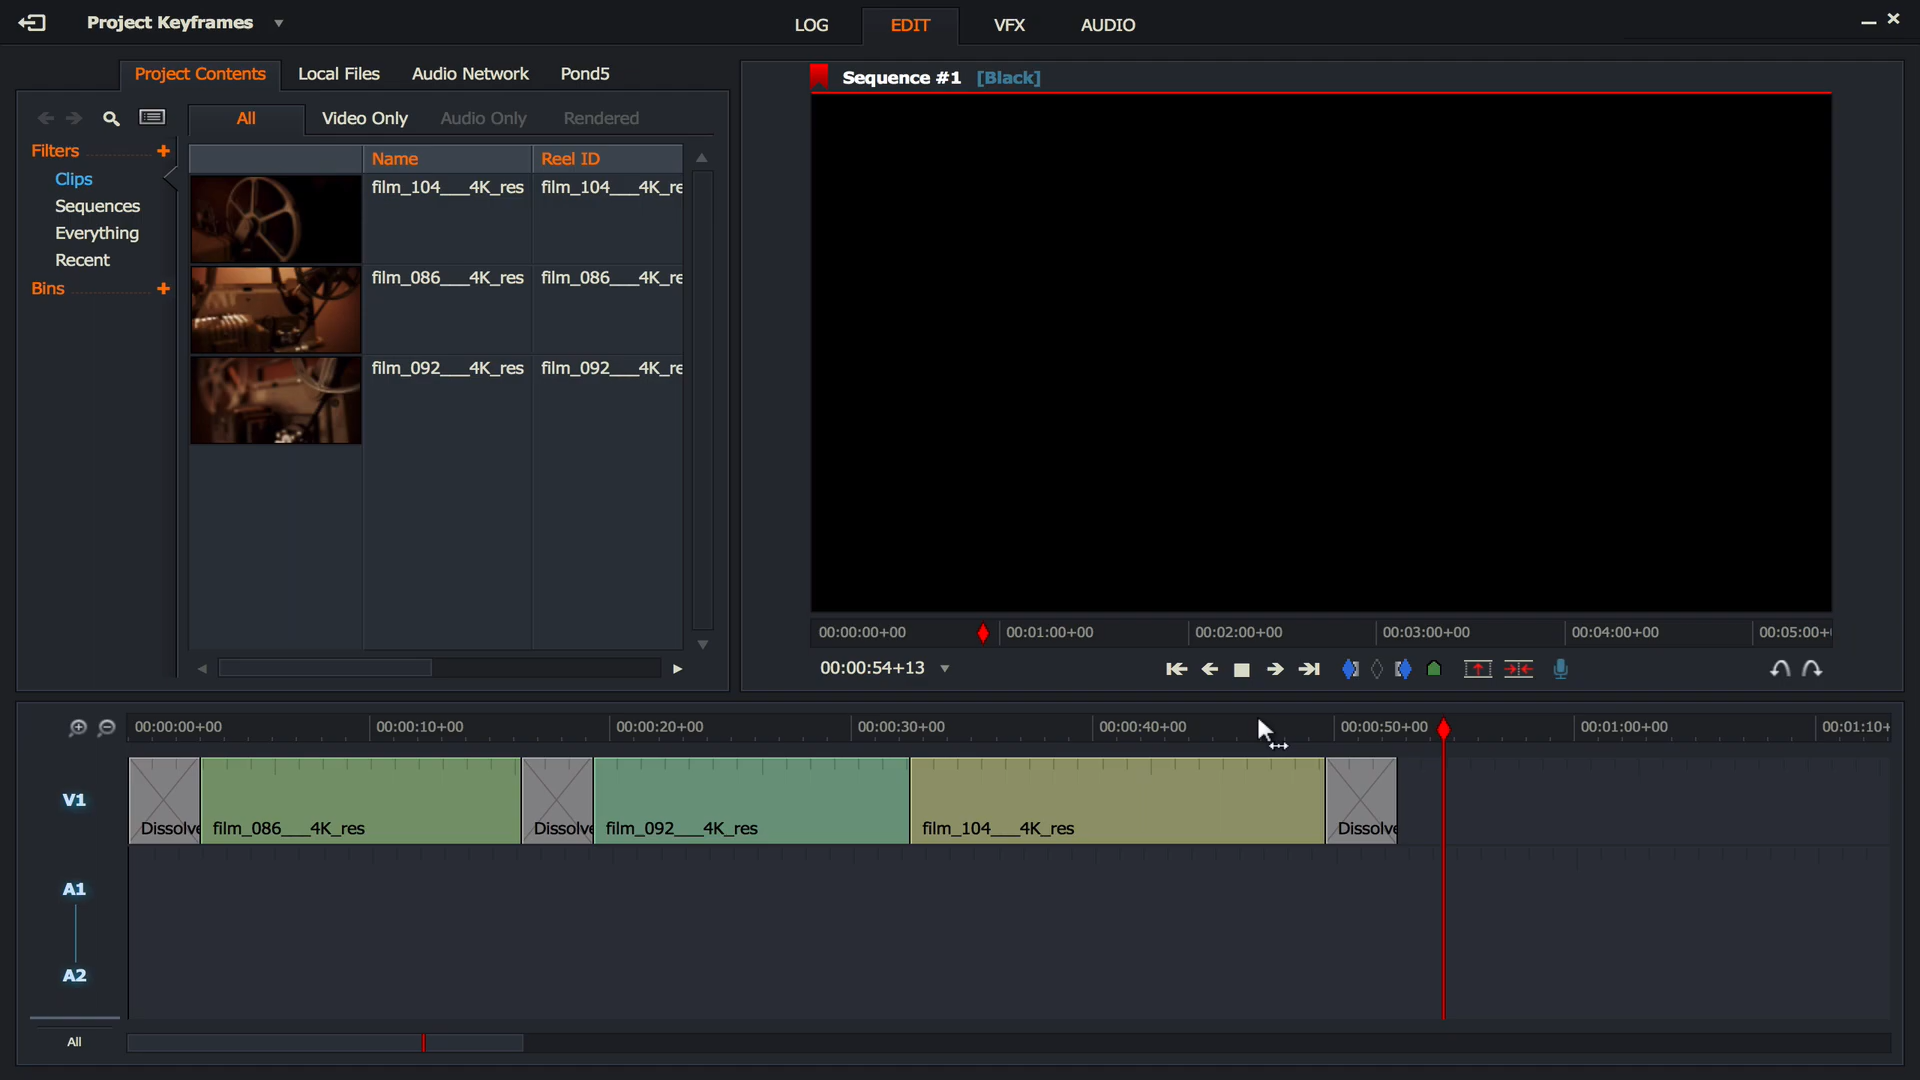 Project Keyframes
LOG EDIT VFX AUDIO
Project Contents Local Files Audio Network Pond5
Sequence #1 [Black]
All Video Only Audio Only Rendered
Filters
Clips
Sequences
Everything
Recent
Bins
Name Reel ID
film_104___4K_res film_104___4K_re
film_086___4K_res film_086___4K_re
film_092___4K_res film_092___4K_re
00:00:00+00 00:01:00+00 00:02:00+00 00:03:00+00 00:04:00+00 00:05:00+
00:00:54+13
00:00:00+00 00:00:10+00 00:00:20+00 00:00:30+00 00:00:40+00 00:00:50+00 00:01:00+00 00:01:10+
V1
Dissolve film_086___4K_res Dissolve film_092___4K_res film_104___4K_res Dissolve
A1
A2
All